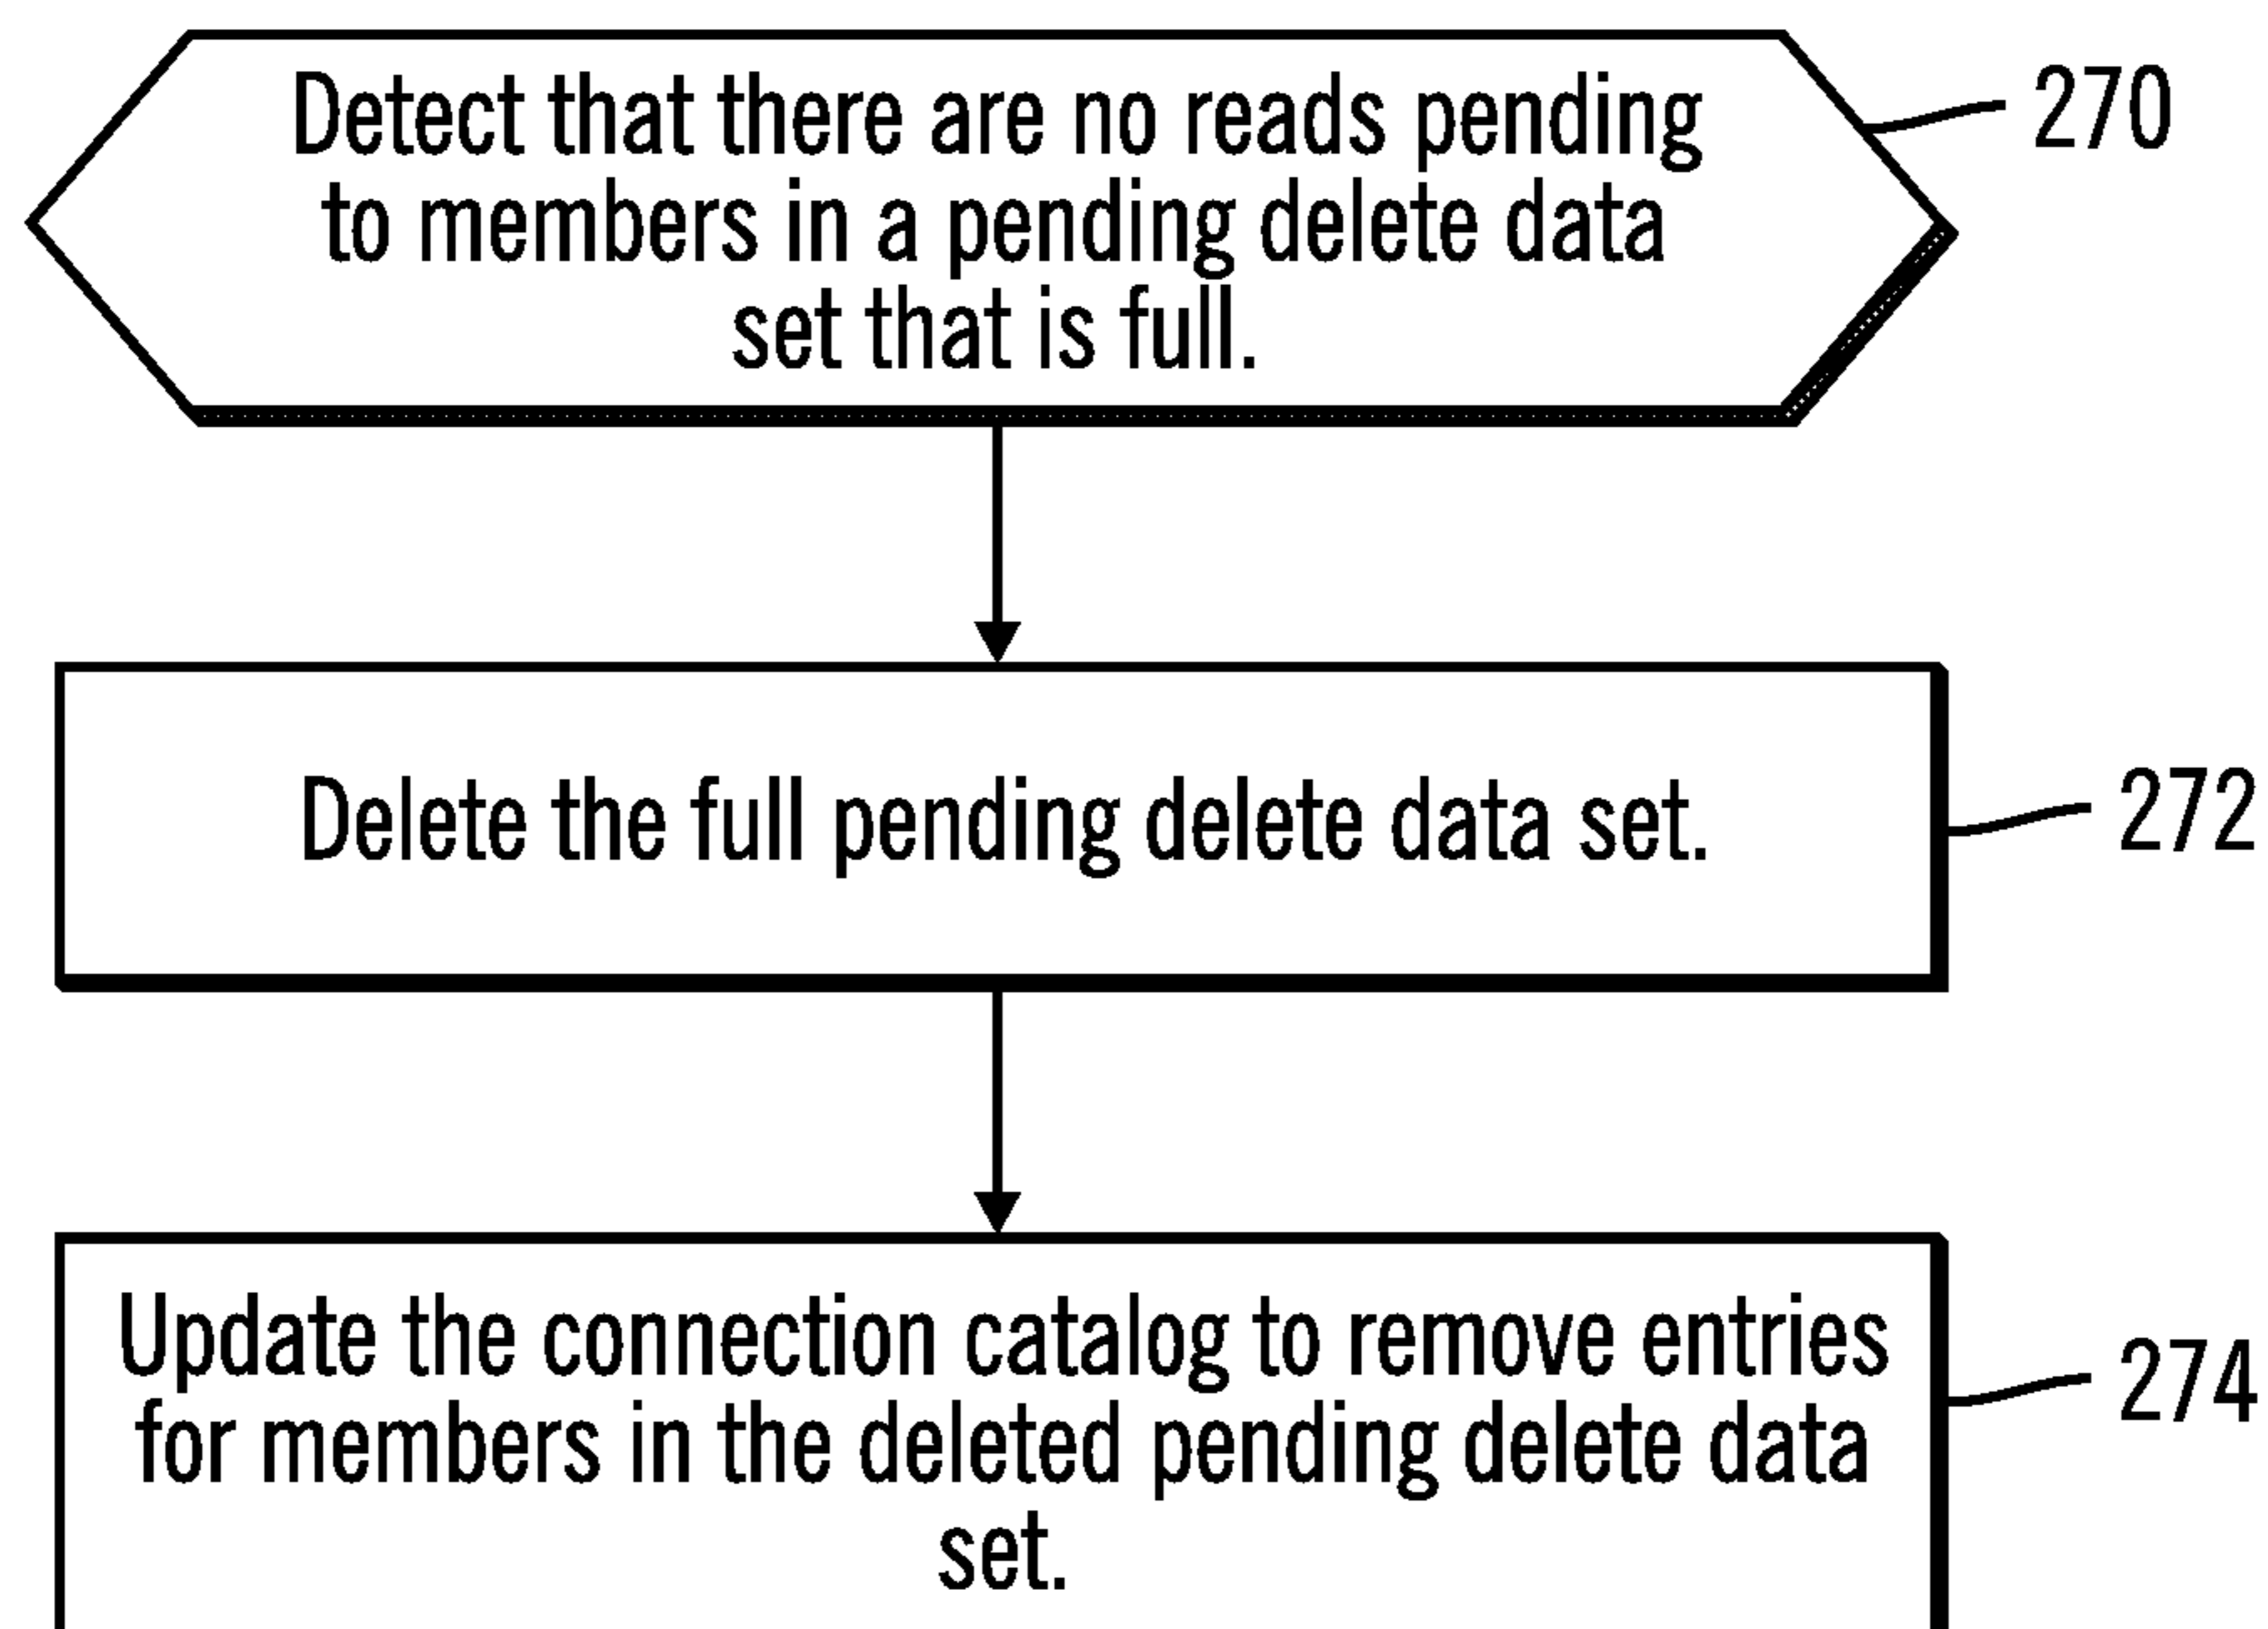 Detect that there are no reads pending
270
to members in a pending delete data
set that is full.
Delete the full pending delete data set.
272
Update the connection catalog to remove entries
274
for members in the deleted pending delete data
set.